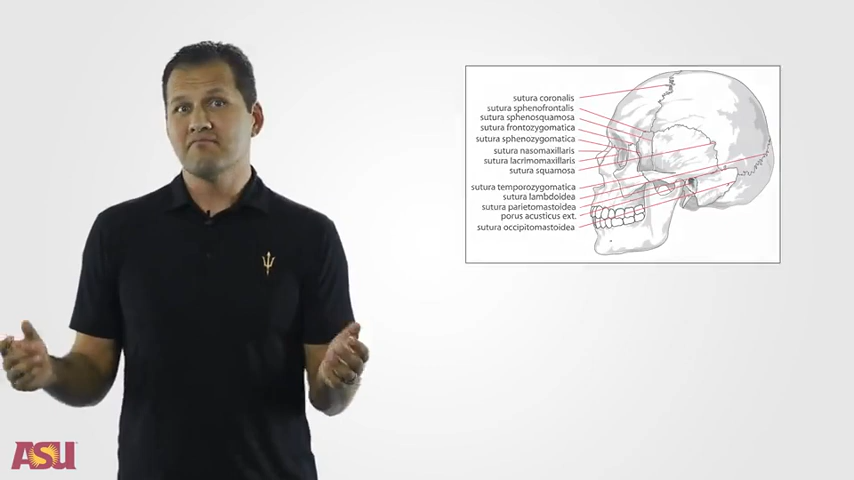 sutura coronalis
sutura sphenofrontalis
sutura sphenosquamosa
sutura frontozygomatica
sutura sphenozygomatica
sutura nasomaxillaris
sutura lacrimomaxillaris
sutura squamosa
sutura temporozygomatica
sutura lambdoidea
sutura parietomastoidea
porus acusticus ext.
sutura occipitomastoidea
ASU